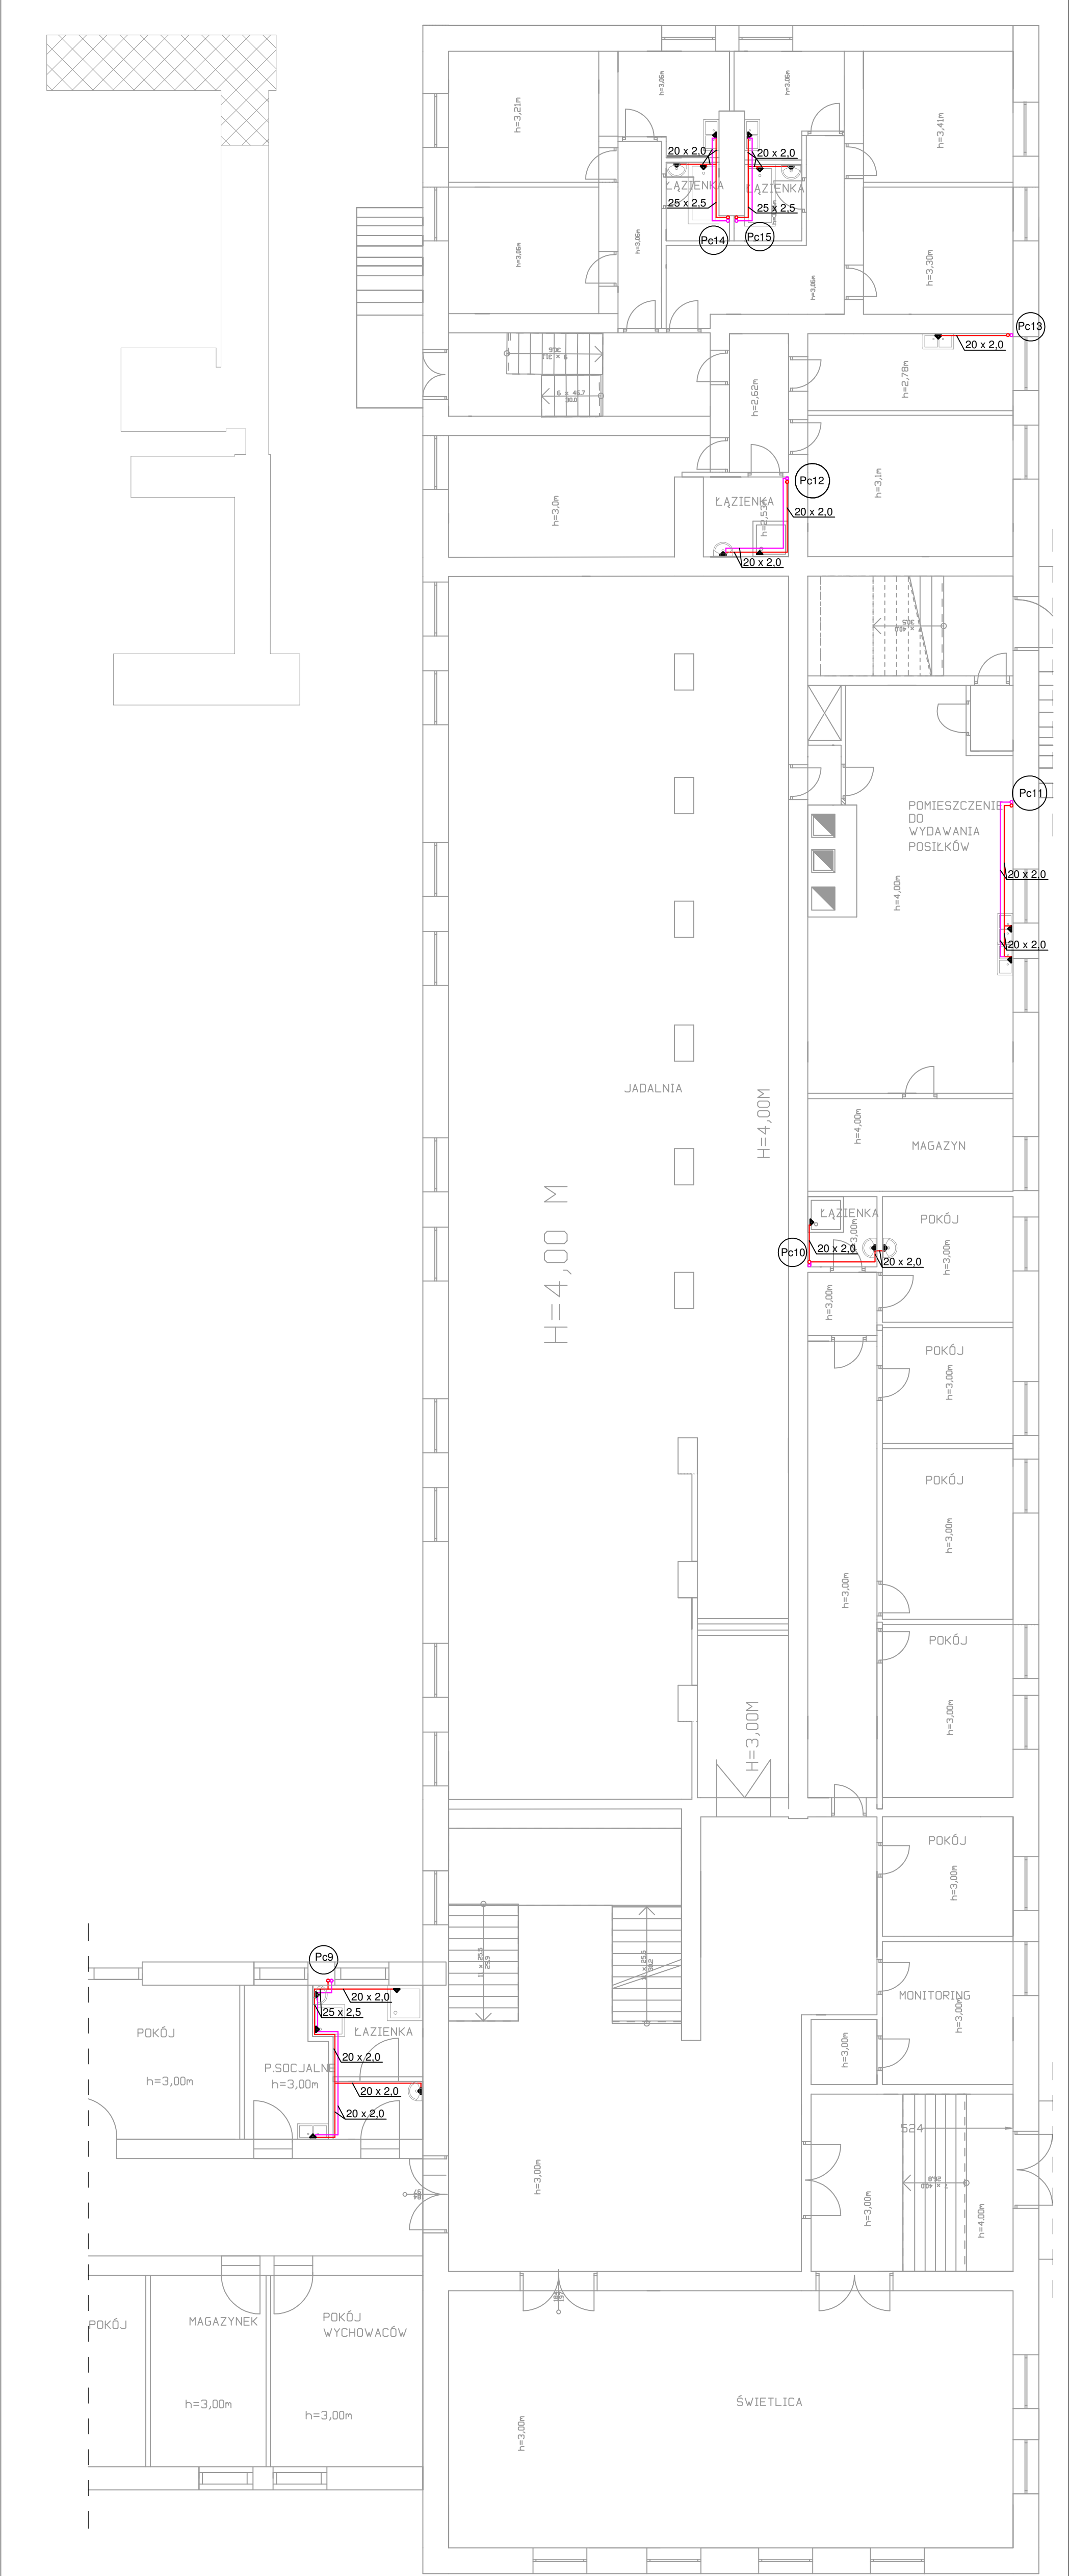 h=3,06m
h=3,06m
h=3,21m
h=3,41m
20 x 2,0
20 x 2,0
ŁAZIENKA
ŁAZIENKA
25 x 2,5
25 x 2,5
Pc14
Pc15
h=3,06m
h=3,06m
h=3,30m
h=3,06m
Pc13
20 x 2,0
h=2,78m
h=2,62m
Pc12
ŁĄZIENKA
h=2,53m
20 x 2,0
h=3,0m
h=3,1m
20 x 2,0
Pc11
POMIESZCZENIE
DO
WYDAWANIA
POSIŁKÓW
20 x 2,0
h=4,00m
20 x 2,0
JADALNIA
H=4,00M
h=4,00m
MAGAZYN
H=4,00 M
ŁĄZIENKA
POKÓJ
h=3,00m
Pc10
20 x 2,0
20 x 2,0
h=3,00m
h=3,00m
POKÓJ
h=3,00m
POKÓJ
h=3,00m
h=3,00m
POKÓJ
h=3,00m
H=3,00M
POKÓJ
h=3,00m
Pc9
MONITORING
h=3,00m
20 x 2,0
25 x 2,5
POKÓJ
ŁAZIENKA
h=3,00m
20 x 2,0
P.SOCJALNE
h=3,00m
h=3,00m
20 x 2,0
20 x 2,0
S24
h=3,00m
h=3,00m
h=4,00m
POKÓJ
MAGAZYNEK
POKÓJ
WYCHOWACÓW
h=3,00m
h=3,00m
ŚWIETLICA
h=3,00m